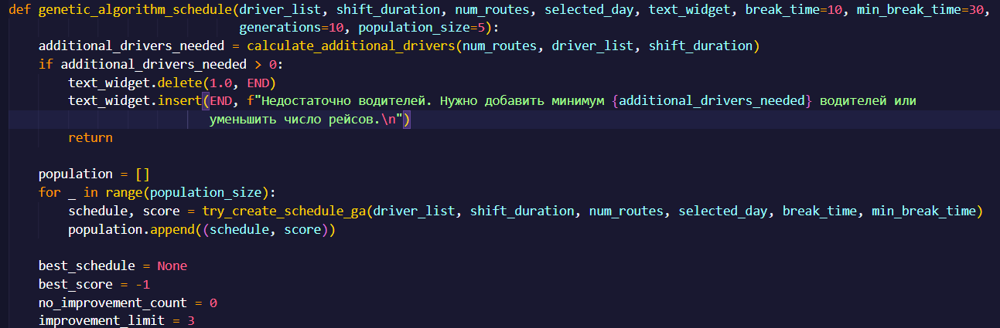 def genetic_algorithm_schedule(driver_list, shift_duration, num_routes, selected_day, text_widget, break_time=10, min_break_time=30,
                               generations=10, population_size=5):
    additional_drivers_needed = calculate_additional_drivers(num_routes, driver_list, shift_duration)
    if additional_drivers_needed > 0:
        text_widget.delete(1.0, END)
        text_widget.insert(END, f"Недостаточно водителей. Нужно добавить минимум {additional_drivers_needed} водителей или
                           уменьшить число рейсов.\n")
        return
    population = []
    for _ in range(population_size):
        schedule, score = try_create_schedule_ga(driver_list, shift_duration, num_routes, selected_day, break_time, min_break_time)
        population.append((schedule, score))
    best_schedule = None
    best_score = -1
    no_improvement_count = 0
    improvement_limit = 3